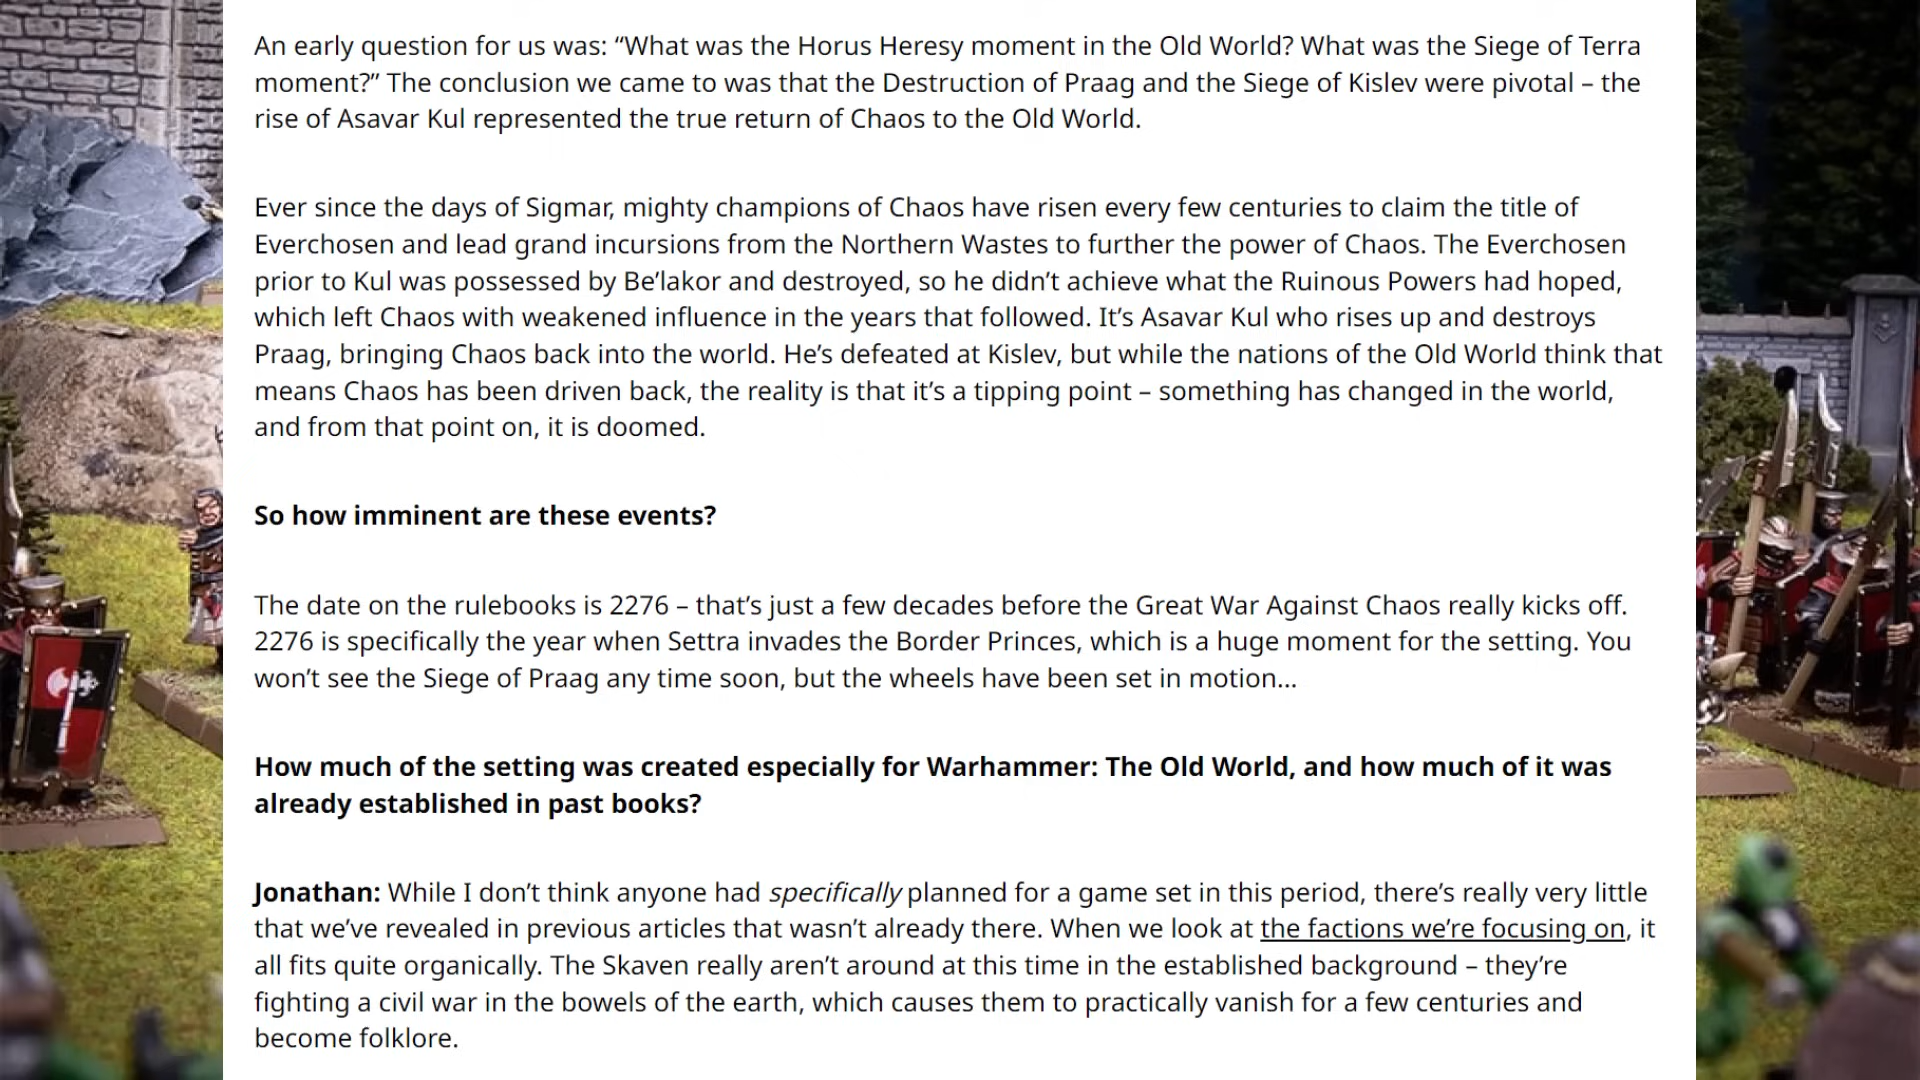 An early question for us was: “What was the Horus Heresy moment in the Old World? What was the Siege of Terra
moment?” The conclusion we came to was that the Destruction of Praag and the Siege of Kislev were pivotal – the
rise of Asavar Kul represented the true return of Chaos to the Old World.
Ever since the days of Sigmar, mighty champions of Chaos have risen every few centuries to claim the title of
Everchosen and lead grand incursions from the Northern Wastes to further the power of Chaos. The Everchosen
prior to Kul was possessed by Be’lakor and destroyed, so he didn’t achieve what the Ruinous Powers had hoped,
which left Chaos with weakened influence in the years that followed. It’s Asavar Kul who rises up and destroys
Praag, bringing Chaos back into the world. He’s defeated at Kislev, but while the nations of the Old World think that
means Chaos has been driven back, the reality is that it’s a tipping point – something has changed in the world,
and from that point on, it is doomed.
So how imminent are these events?
The date on the rulebooks is 2276 – that’s just a few decades before the Great War Against Chaos really kicks off.
2276 is specifically the year when Settra invades the Border Princes, which is a huge moment for the setting. You
won’t see the Siege of Praag any time soon, but the wheels have been set in motion…
How much of the setting was created especially for Warhammer: The Old World, and how much of it was
already established in past books?
Jonathan: While I don’t think anyone had specifically planned for a game set in this period, there’s really very little
that we’ve revealed in previous articles that wasn’t already there. When we look at the factions we’re focusing on, it
all fits quite organically. The Skaven really aren’t around at this time in the established background – they’re
fighting a civil war in the bowels of the earth, which causes them to practically vanish for a few centuries and
become folklore.